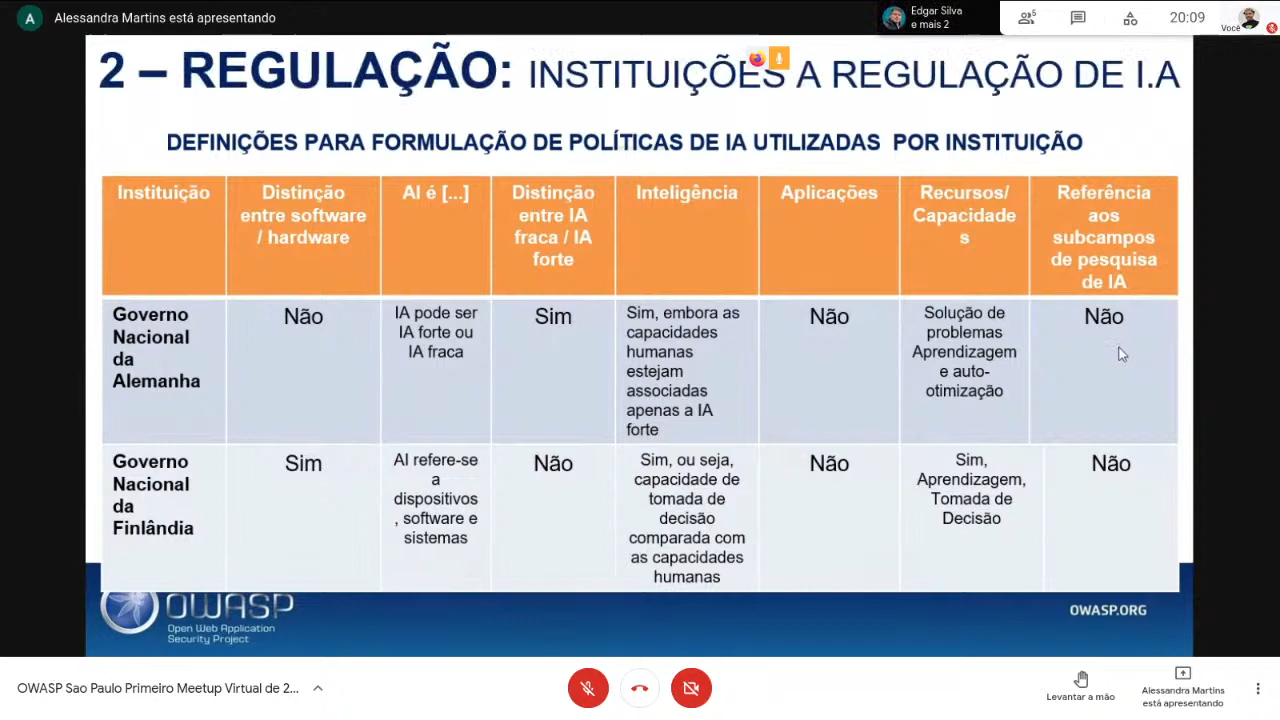 A
Alessandra Martins está apresentando
Edgar Silva
e mais 2
5
20:09
Você
2 – REGULAÇÃO: INSTITUIÇÕES A REGULAÇÃO DE I.A
DEFINIÇÕES PARA FORMULAÇÃO DE POLÍTICAS DE IA UTILIZADAS POR INSTITUIÇÃO
Instituição
Distinção
entre software
/ hardware
AI é [...]
Distinção
entre IA
fraca / IA
forte
Inteligência
Aplicações
Recursos/
Capacidade
s
Referência
aos
subcampos
de pesquisa
de IA
Governo
Nacional
da
Alemanha
Não
IA pode ser
IA forte ou
IA fraca
Sim
Sim, embora as
capacidades
humanas
estejam
associadas
apenas a IA
forte
Não
Solução de
problemas
Aprendizagem
e auto-
otimização
Não
Governo
Nacional
da
Finlândia
Sim
AI refere-se
a
dispositivos
, software e
sistemas
Não
Sim, ou seja,
capacidade de
tomada de
decisão
comparada com
as capacidades
humanas
Não
Sim,
Aprendizagem,
Tomada de
Decisão
Não
OWASP
Open Web Application
Security Project
OWASP.ORG
OWASP Sao Paulo Primeiro Meetup Virtual de 2...
Levantar a mão
Alessandra Martins
está apresentando